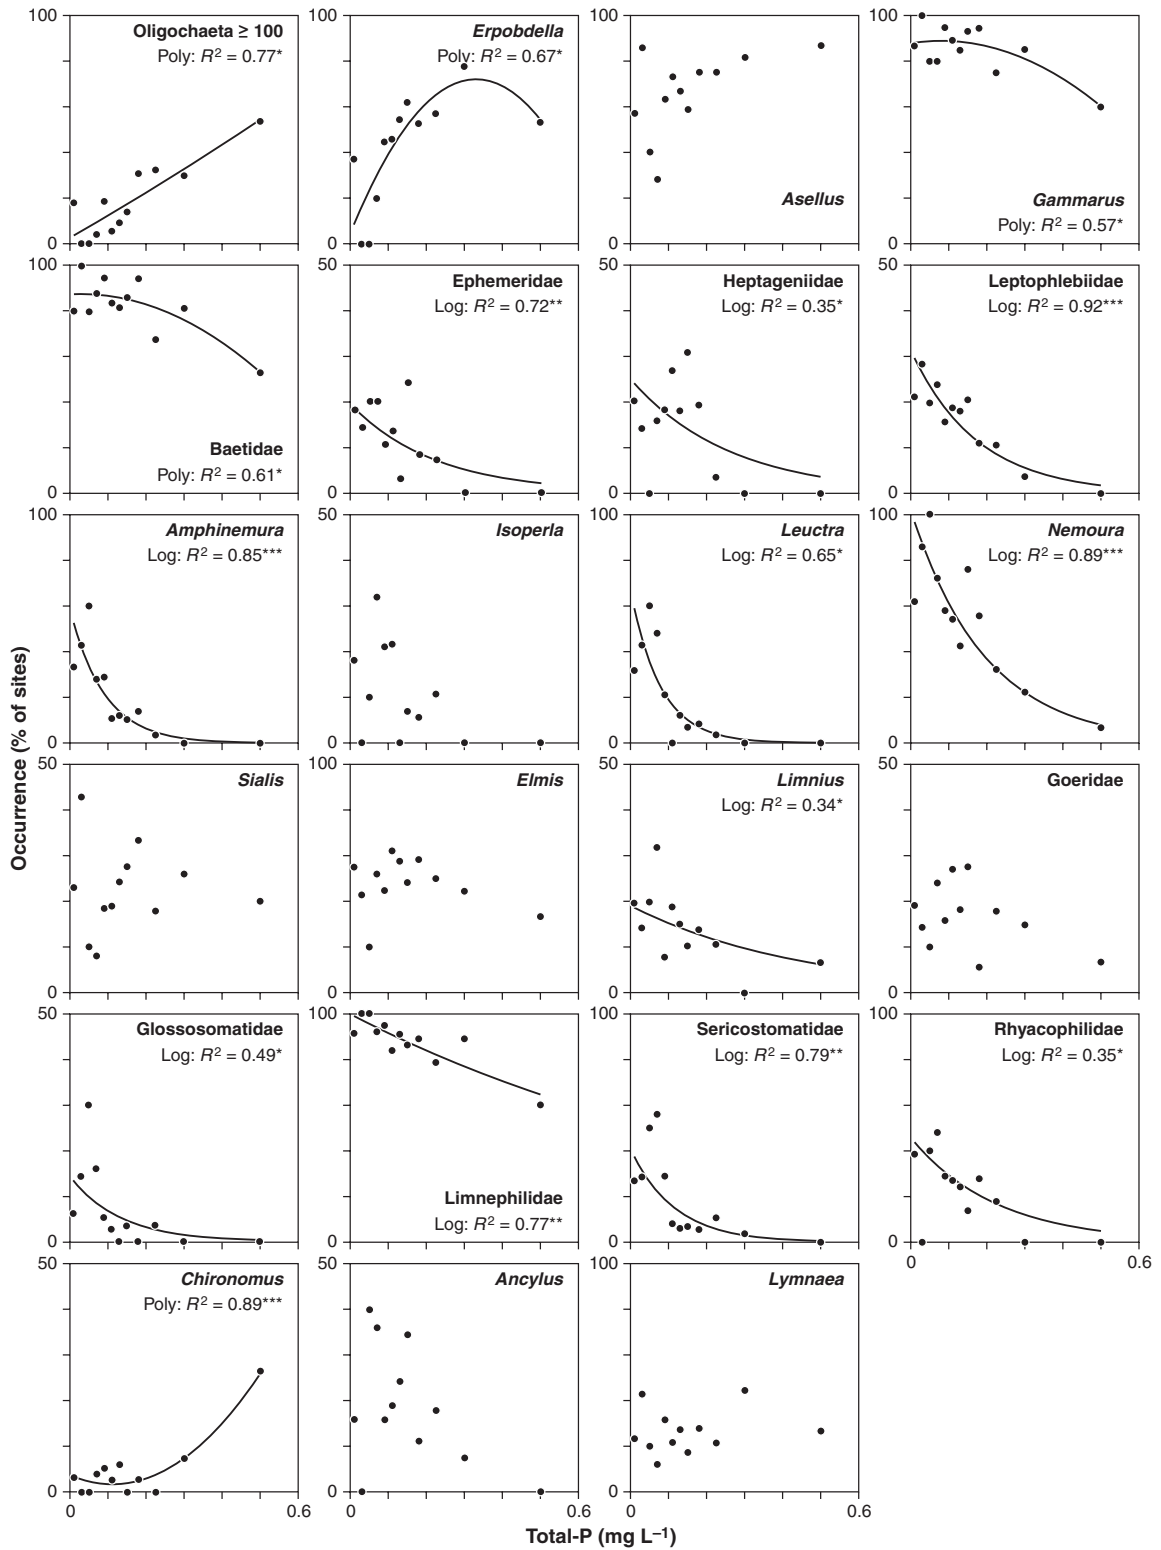 100
Oligochaeta ≥ 100
Poly: R² = 0.77*
0
100
Erpobdella
Poly: R² = 0.67*
0
100
Asellus
0
100
Gammarus
Poly: R² = 0.57*
0
100
Baetidae
Poly: R² = 0.61*
0
50
Ephemeridae
Log: R² = 0.72**
0
50
Heptageniidae
Log: R² = 0.35*
0
50
Leptophlebiidae
Log: R² = 0.92***
0
100
Amphinemura
Log: R² = 0.85***
0
50
Isoperla
0
100
Leuctra
Log: R² = 0.65*
0
100
Nemoura
Log: R² = 0.89***
0
Occurrence (% of sites)
50
Sialis
0
100
Elmis
0
50
Limnius
Log: R² = 0.34*
0
50
Goeridae
0
50
Glossosomatidae
Log: R² = 0.49*
0
100
Limnephilidae
Log: R² = 0.77**
0
100
Sericostomatidae
Log: R² = 0.79**
0
100
Rhyacophilidae
Log: R² = 0.35*
0
0
0.6
50
Chironomus
Poly: R² = 0.89***
0
0
0.6
50
Ancylus
0
0
0.6
100
Lymnaea
0
0
0.6
Total-P (mg L⁻¹)